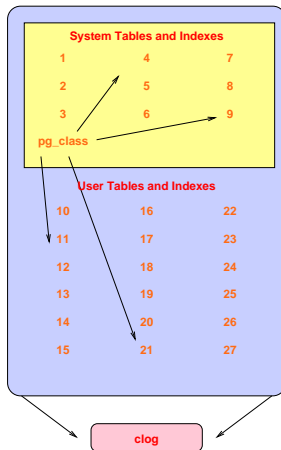 System Tables and Indexes
1 4 7
2 5 8
3 6 9
pg_class
User Tables and Indexes
10 16 22
11 17 23
12 18 24
13 19 25
14 20 26
15 21 27
clog